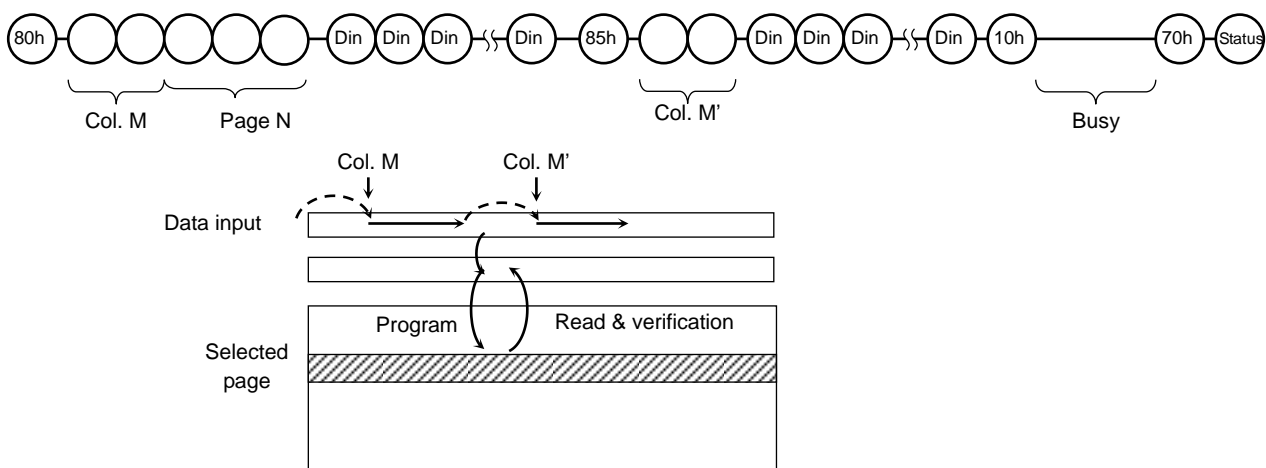 80h Din Din Din Din 85h Din Din Din Din 10h 70h Status
Col. M Page N Col. M’ Busy
Col. M Col. M’
Data input
Program Read & verification
Selected
page